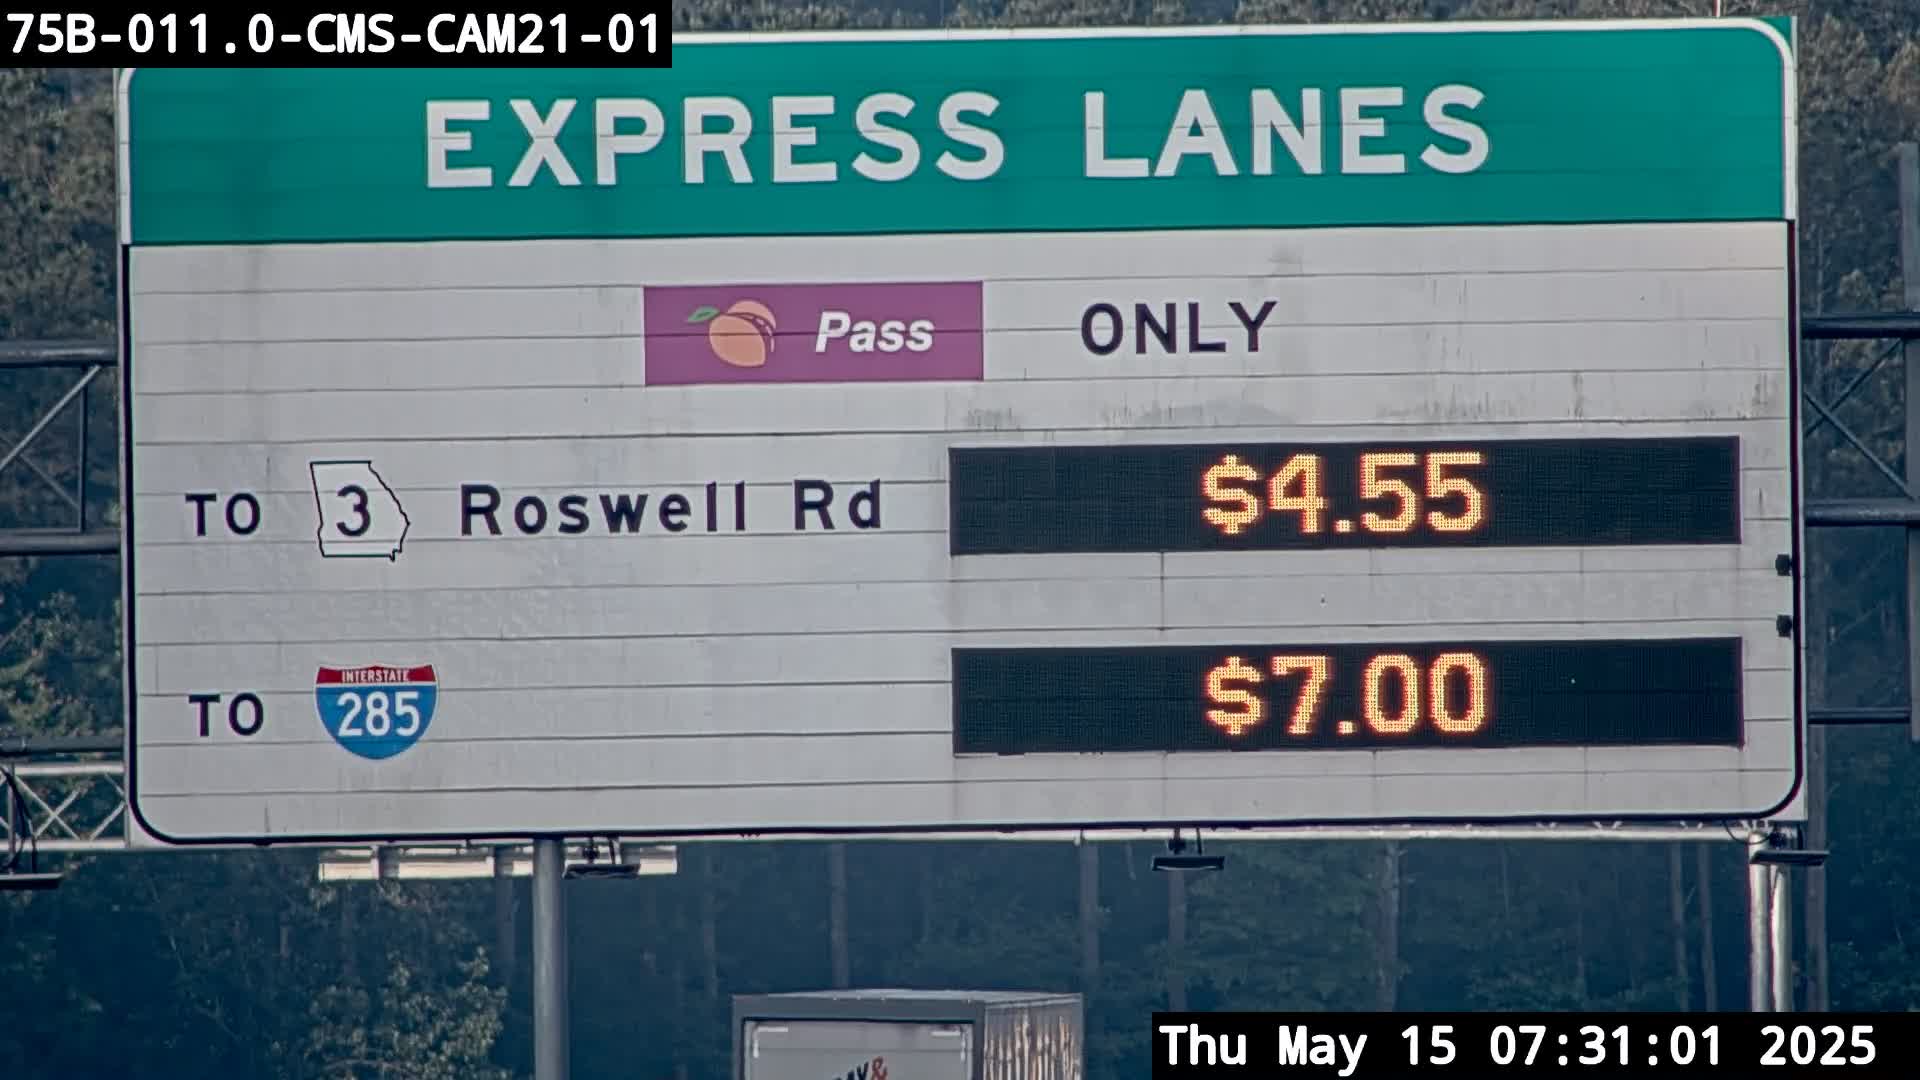 75B-011.0-CMS-CAM21-01
EXPRESS LANES
Pass ONLY
TO 3 Roswell Rd $4.55
TO INTERSTATE 285 $7.00
Thu May 15 07:31:01 2025